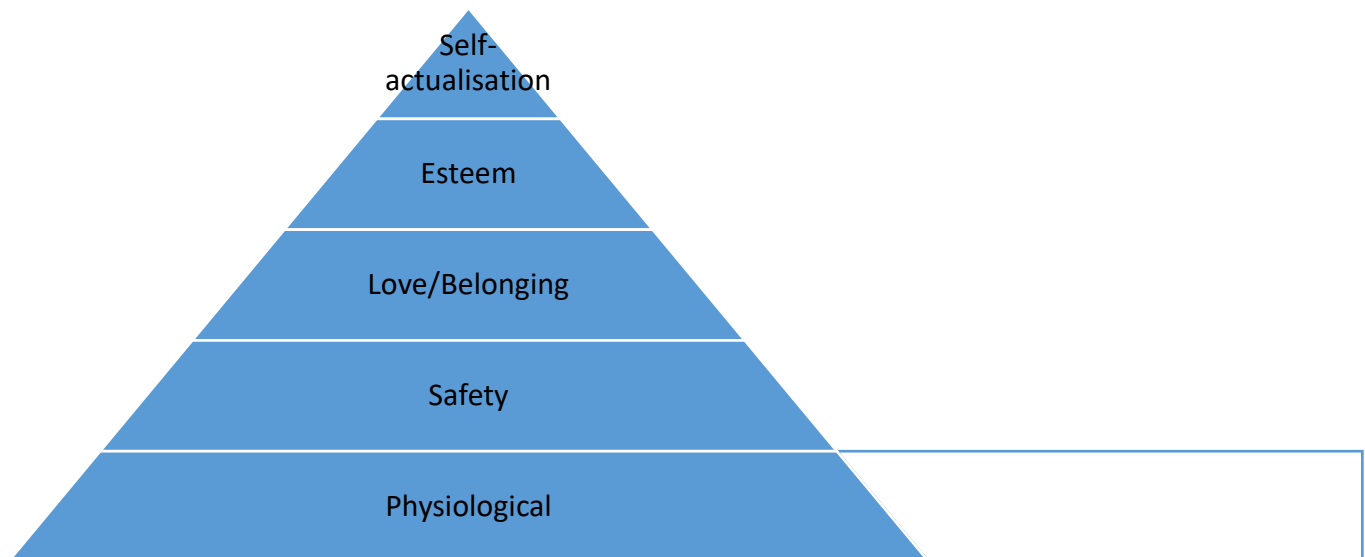 Self-
actualisation
Esteem
Love/Belonging
Safety
Physiological